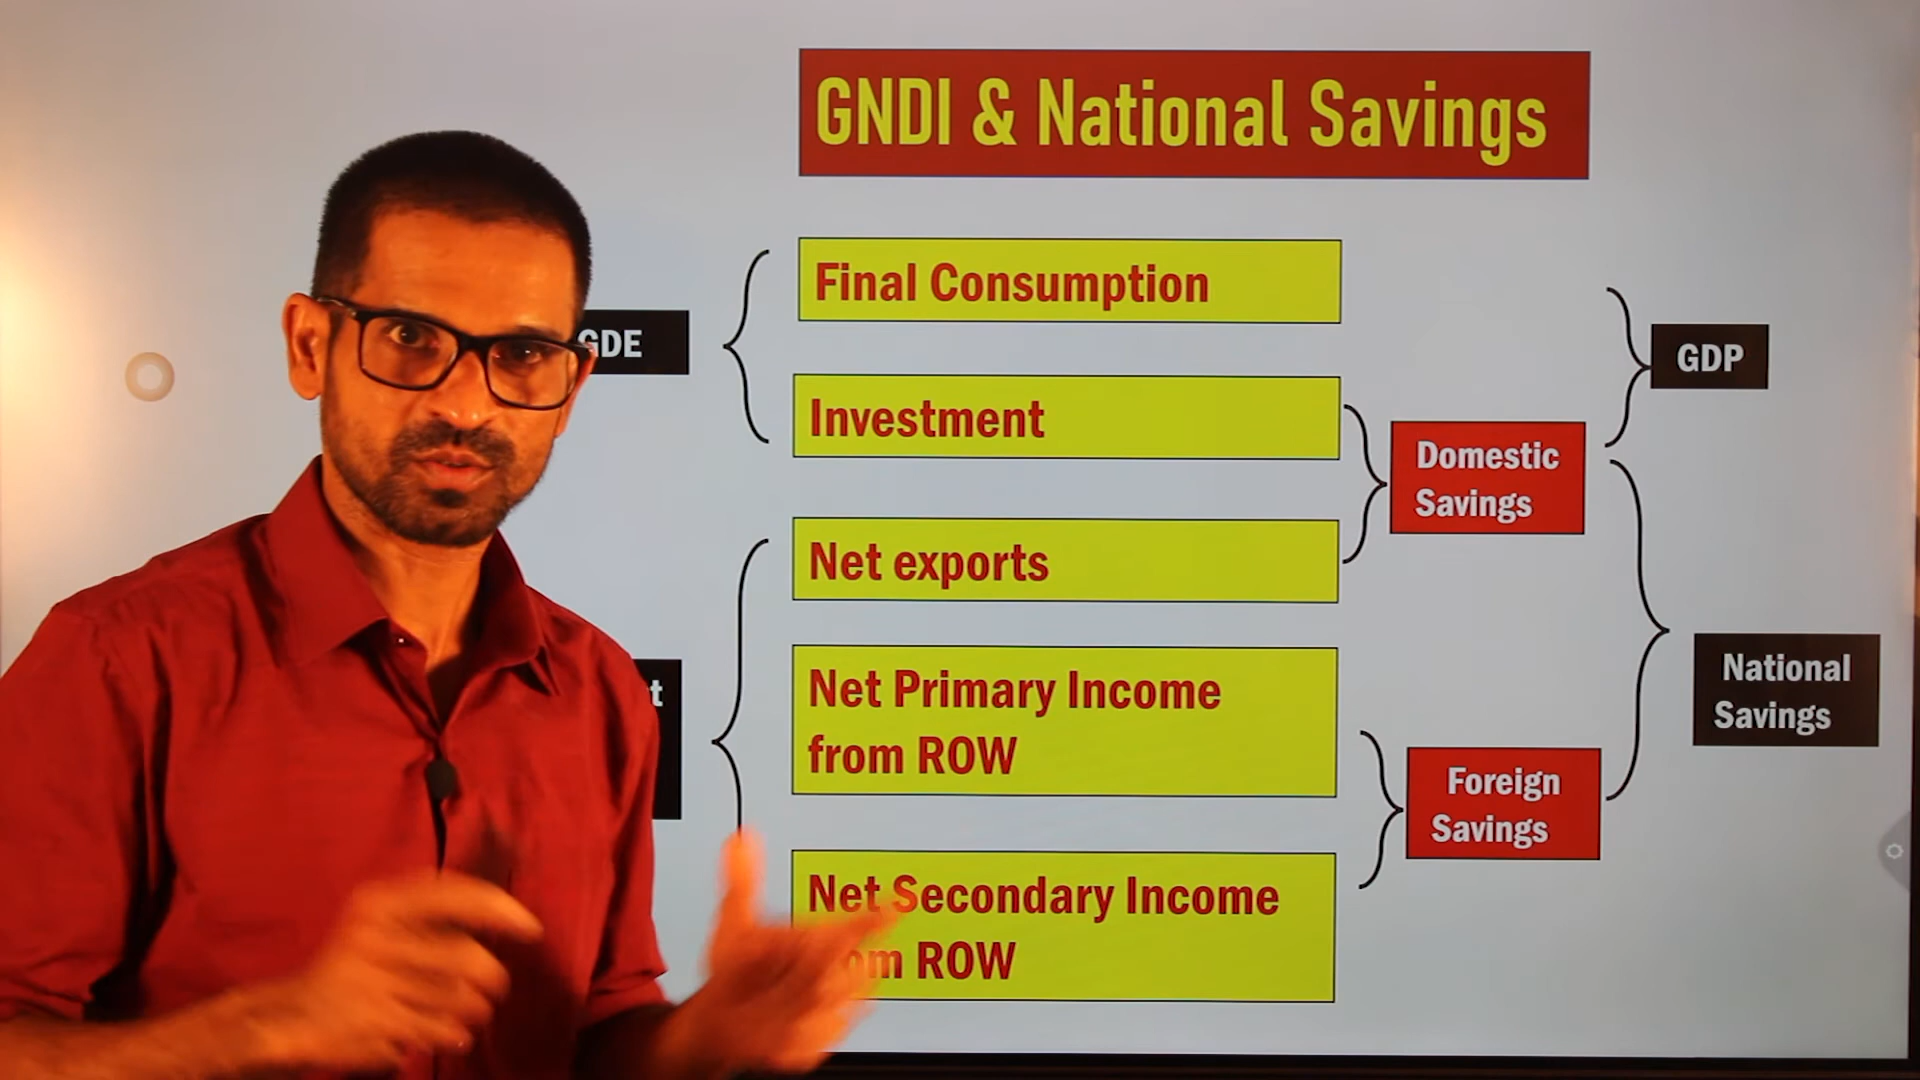 GNDI & National Savings
Final Consumption
GDE
GDP
Investment
Domestic
Savings
Net exports
Net Primary Income
from ROW
National
Savings
Foreign
Savings
Net Secondary Income
ROW